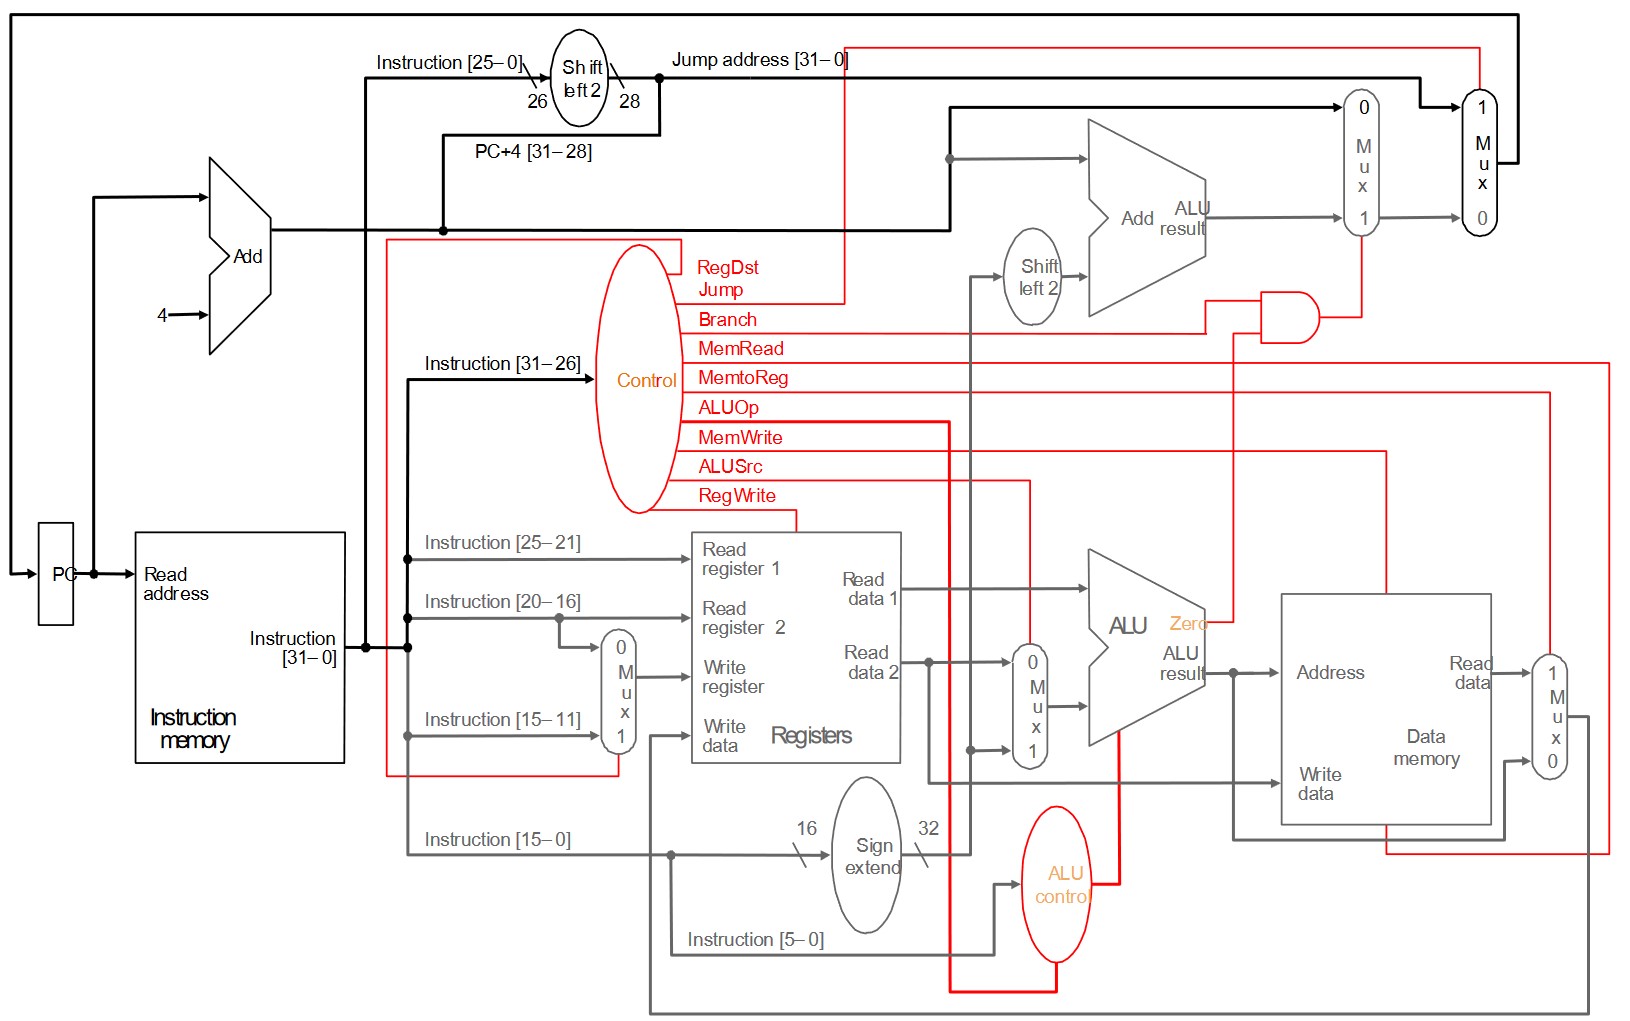 Instruction [25–0]
Shift
left 2
Jump address [31–0]
26
28
PC+4 [31–28]
0
M
u
x
1
1
M
u
x
0
Add
ALU
result
Add
4
Shift
left 2
RegDst
Jump
Branch
MemRead
MemtoReg
ALUOp
MemWrite
ALUSrc
RegWrite
Instruction [31–26]
Control
PC
Read
address
Instruction
[31–0]
Instruction
memory
Instruction [25–21]
Instruction [20–16]
Instruction [15–11]
0
M
u
x
1
Read
register 1
Read
register 2
Write
register
Write
data
Read
data 1
Read
data 2
Registers
0
M
u
x
1
ALU
Zero
ALU
result
Address
Read
data
Data
memory
Write
data
1
M
u
x
0
Instruction [15–0]
16
Sign
extend
32
ALU
control
Instruction [5–0]